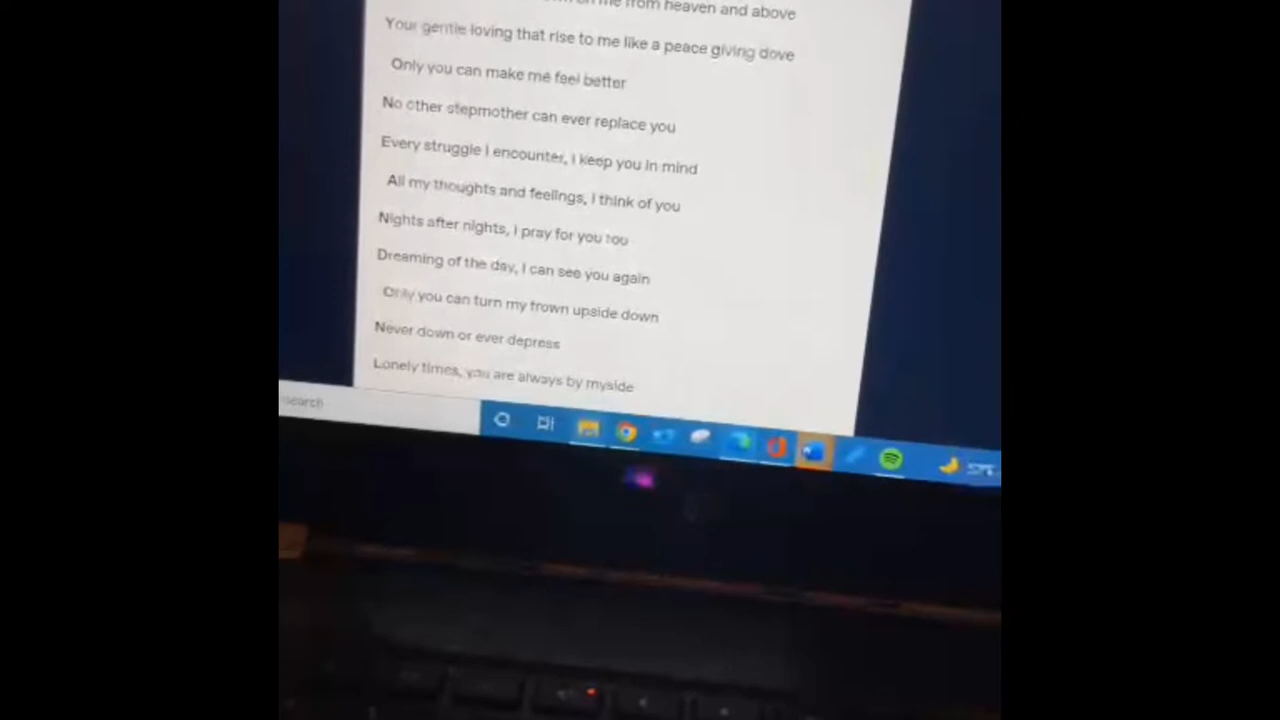 me from heaven and above
Your gentle loving that rise to me like a peace giving dove
Only you can make me feel better
No other stepmother can ever replace you
Every struggle I encounter, I keep you in mind
All my thoughts and feelings, I think of you
Nights after nights, I pray for you too
Dreaming of the day, I can see you again
Only you can turn my frown upside down
Never down or ever depress
Lonely times, you are always by myside
search